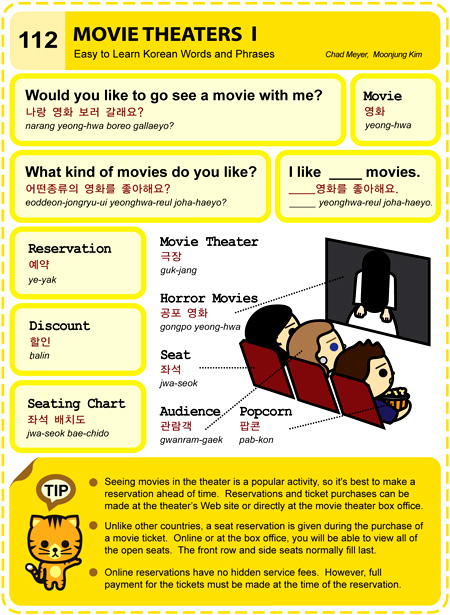 112
MOVIE THEATERS I
Easy to Learn Korean Words and Phrases
Chad Meyer, Moonjung Kim
Would you like to go see a movie with me?
나랑 영화 보러 갈래요?
narang yeong-hwa boreo gallaeyo?
Movie
영화
yeong-hwa
What kind of movies do you like?
어떤종류의 영화를 좋아해요?
eoddeon-jongryu-ui yeonghwa-reul joha-haeyo?
I like ____ movies.
____영화를 좋아해요.
____ yeonghwa-reul joha-haeyo.
Reservation
예약
ye-yak
Discount
할인
balin
Seating Chart
좌석 배치도
jwa-seok bae-chido
Movie Theater
극장
guk-jang
Horror Movies
공포 영화
gongpo yeong-hwa
Seat
좌석
jwa-seok
Audience
관람객
gwanram-gaek
Popcorn
팝콘
pab-kon
TIP
Seeing movies in the theater is a popular activity, so it's best to make a
reservation ahead of time. Reservations and ticket purchases can be
made at the theater's Web site or directly at the movie theater box office.
Unlike other countries, a seat reservation is given during the purchase of
a movie ticket. Online or at the box office, you will be able to view all of
the open seats. The front row and side seats normally fill last.
Online reservations have no hidden service fees. However, full
payment for the tickets must be made at the time of the reservation.